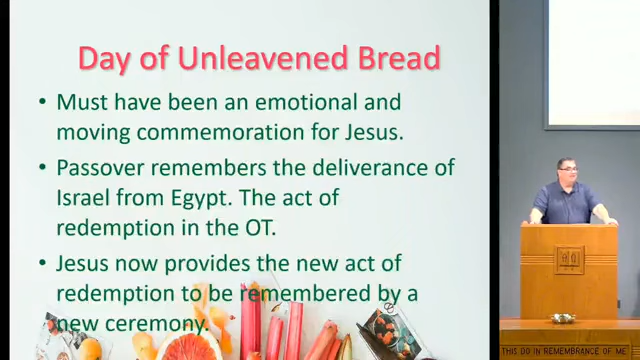 Day of Unleavened Bread
• Must have been an emotional and
moving commemoration for Jesus.
• Passover remembers the deliverance of
Israel from Egypt. The act of
redemption in the OT.
• Jesus now provides the new act of
redemption to be remembered by a
new ceremony.
THIS DO IN REMEMBRANCE OF ME